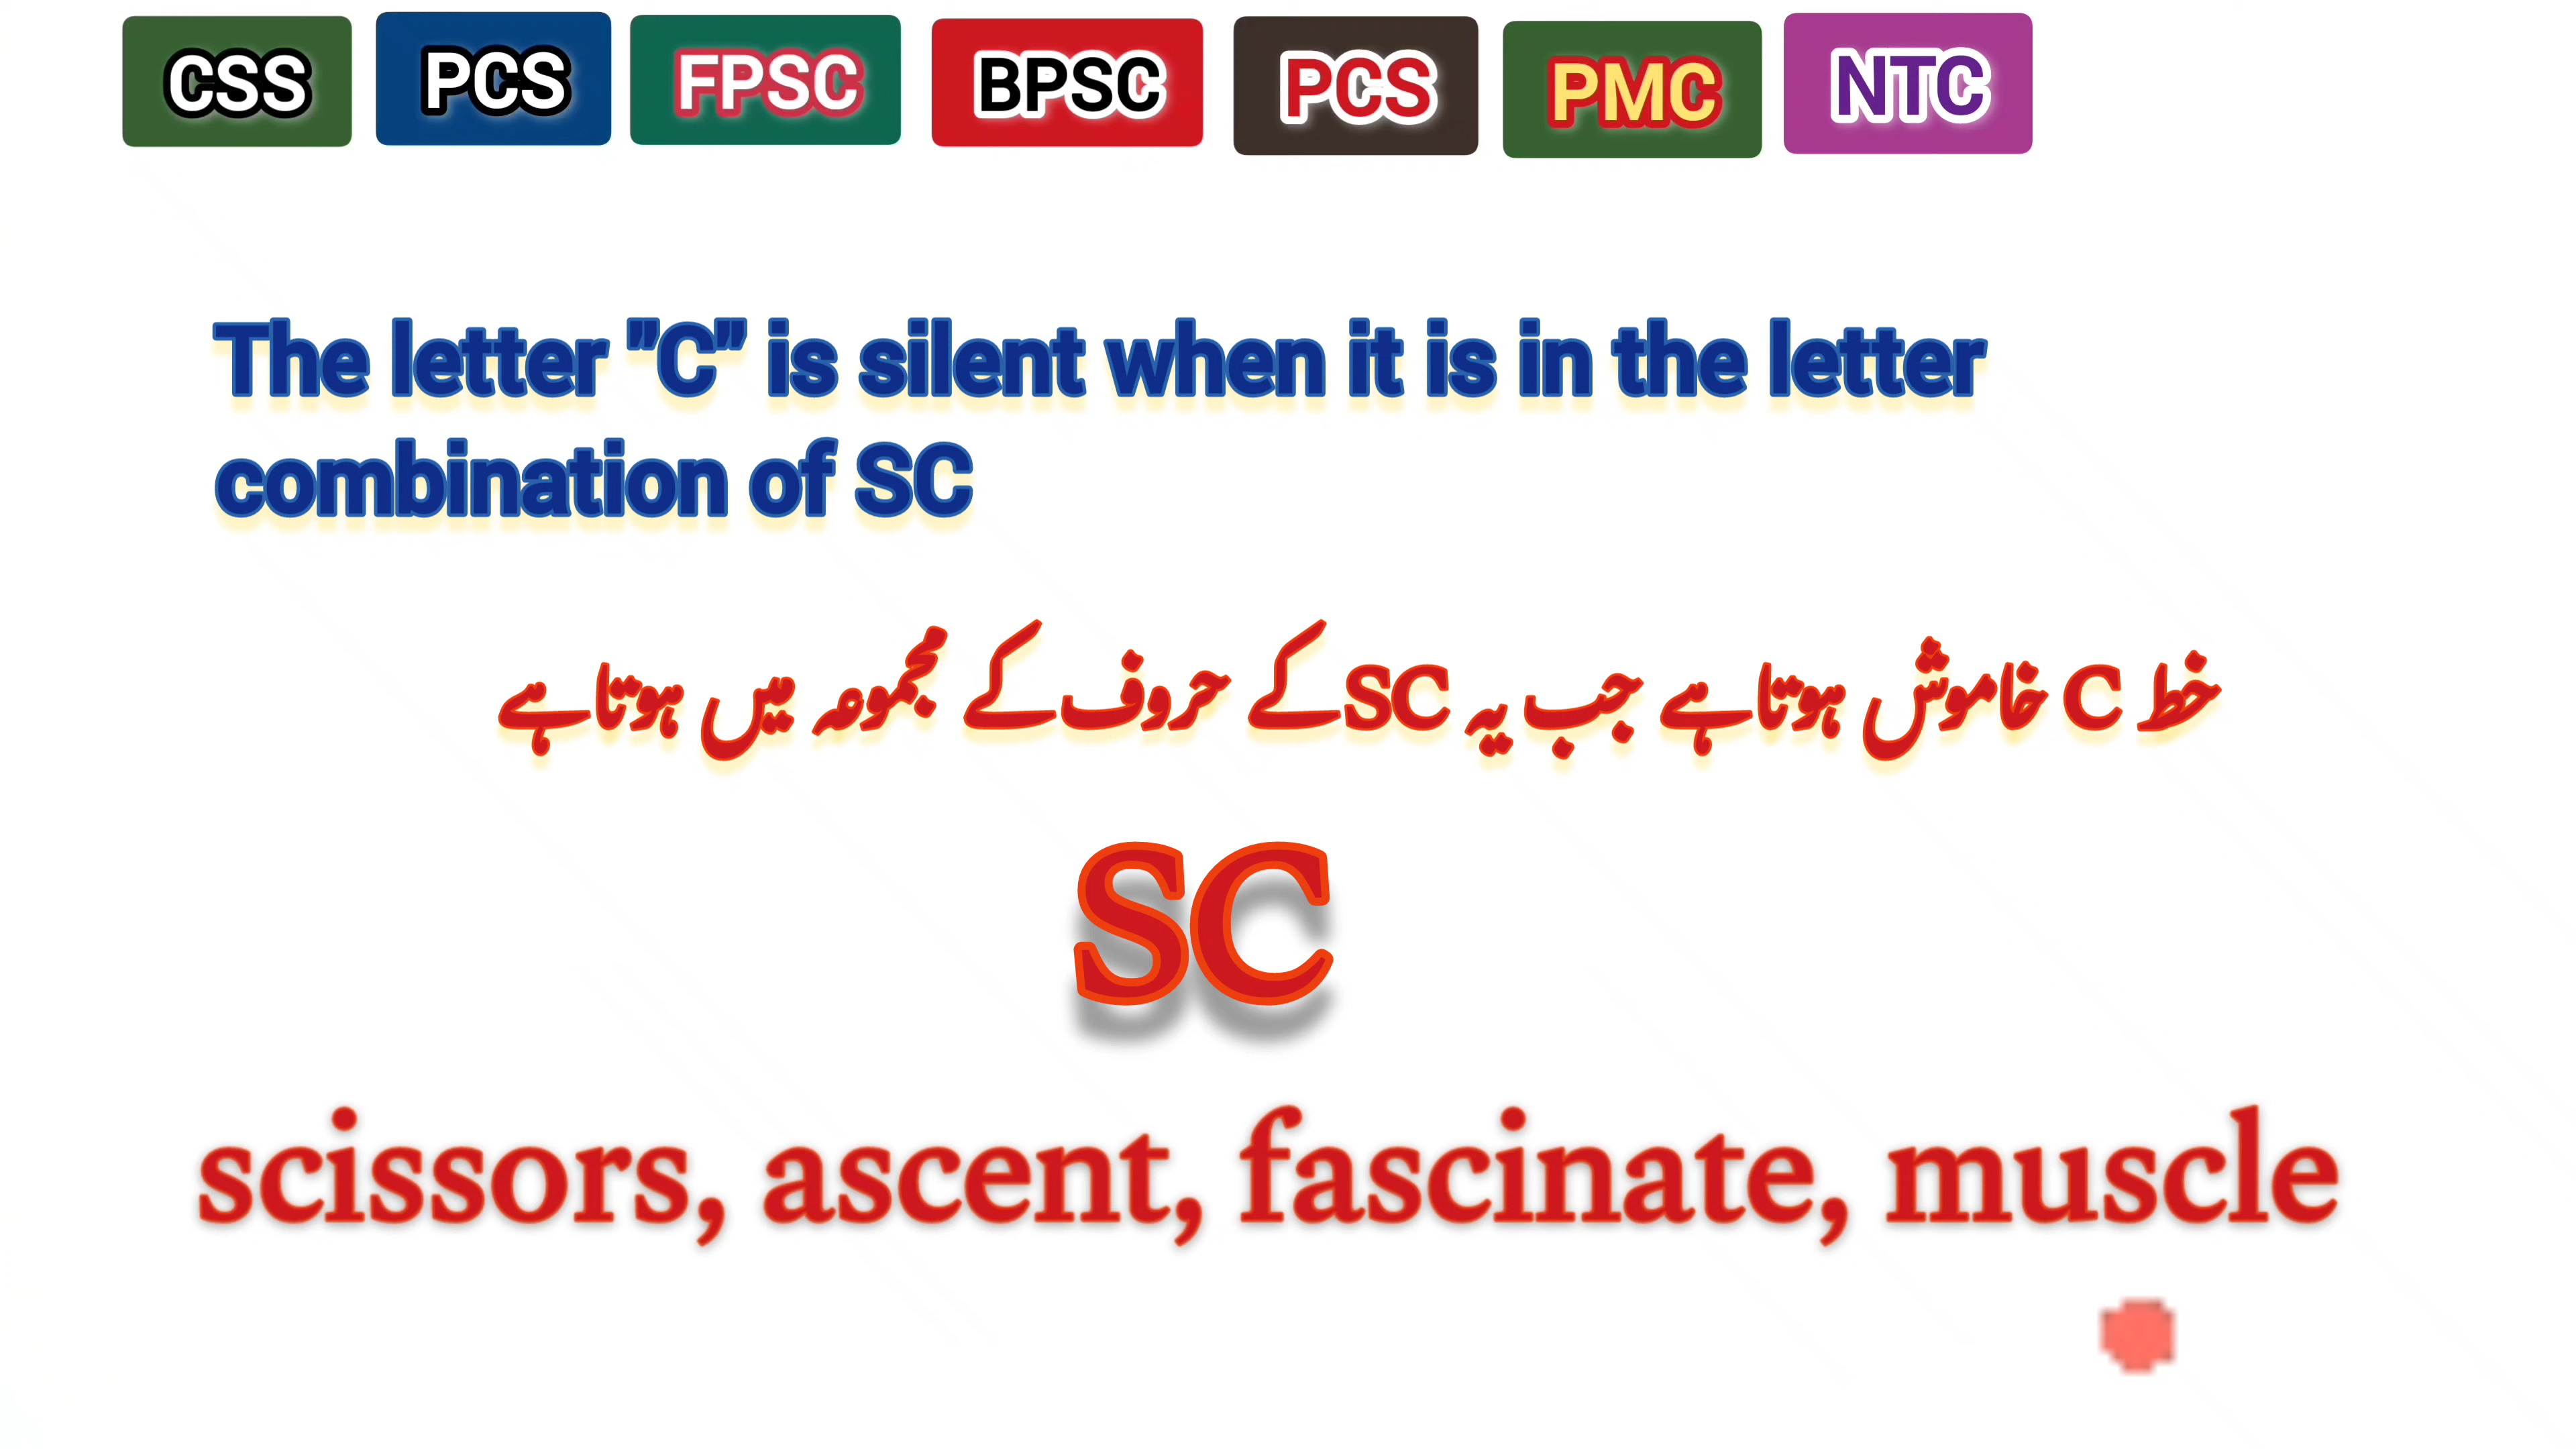 CSS PCS FPSC BPSC PCS PMC NTC
The letter "C" is silent when it is in the letter
combination of SC
خط C خاموش ہوتا ہے جب یہ SC کے حروف کے مجموعہ میں ہوتا ہے
SC
scissors, ascent, fascinate, muscle